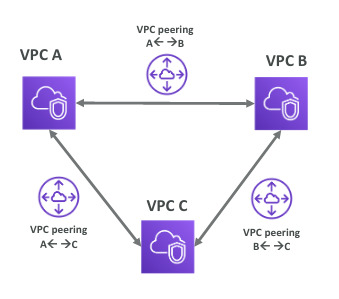 VPC peering
A← →B
VPC A
VPC B
VPC C
VPC peering
A← →C
VPC peering
B← →C